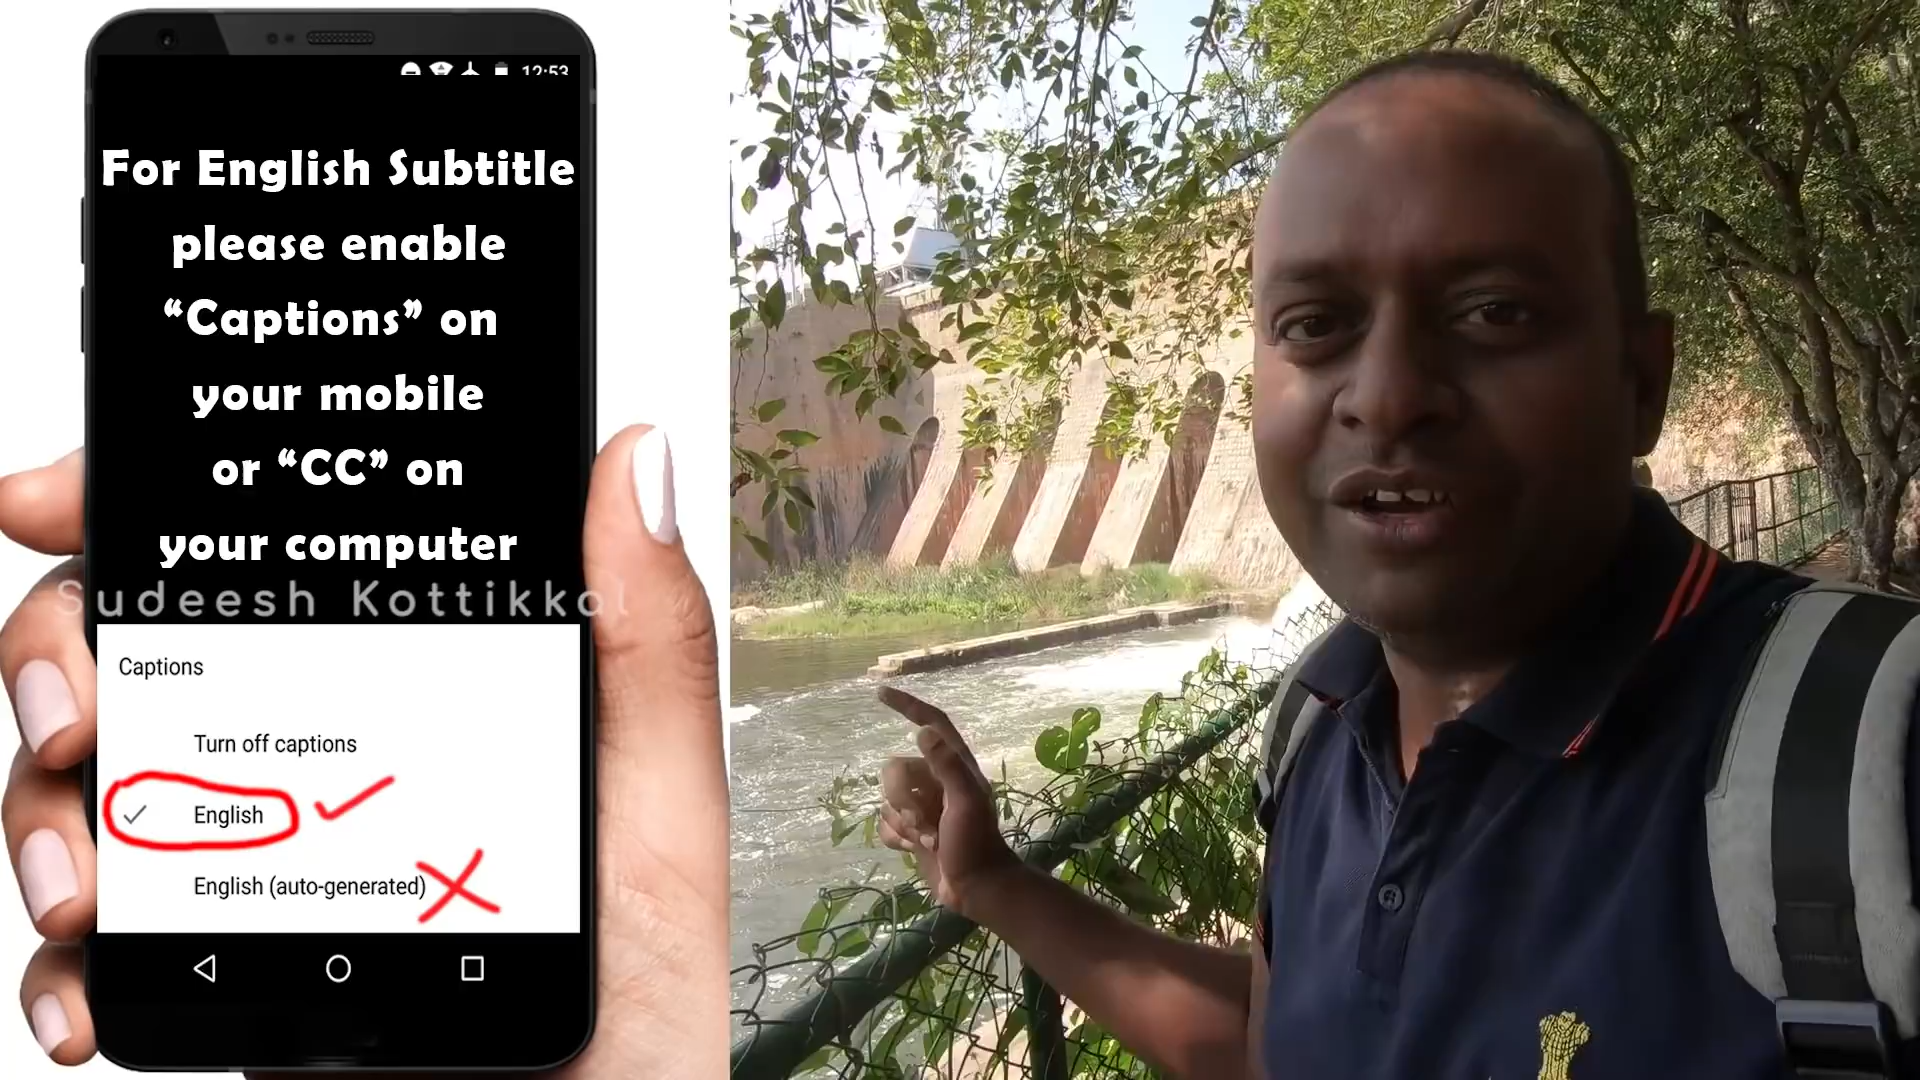 12:53
For English Subtitle
please enable
“Captions” on
your mobile
or “CC” on
your computer
Sudeesh Kottikkal
Captions
Turn off captions
English
English (auto-generated)